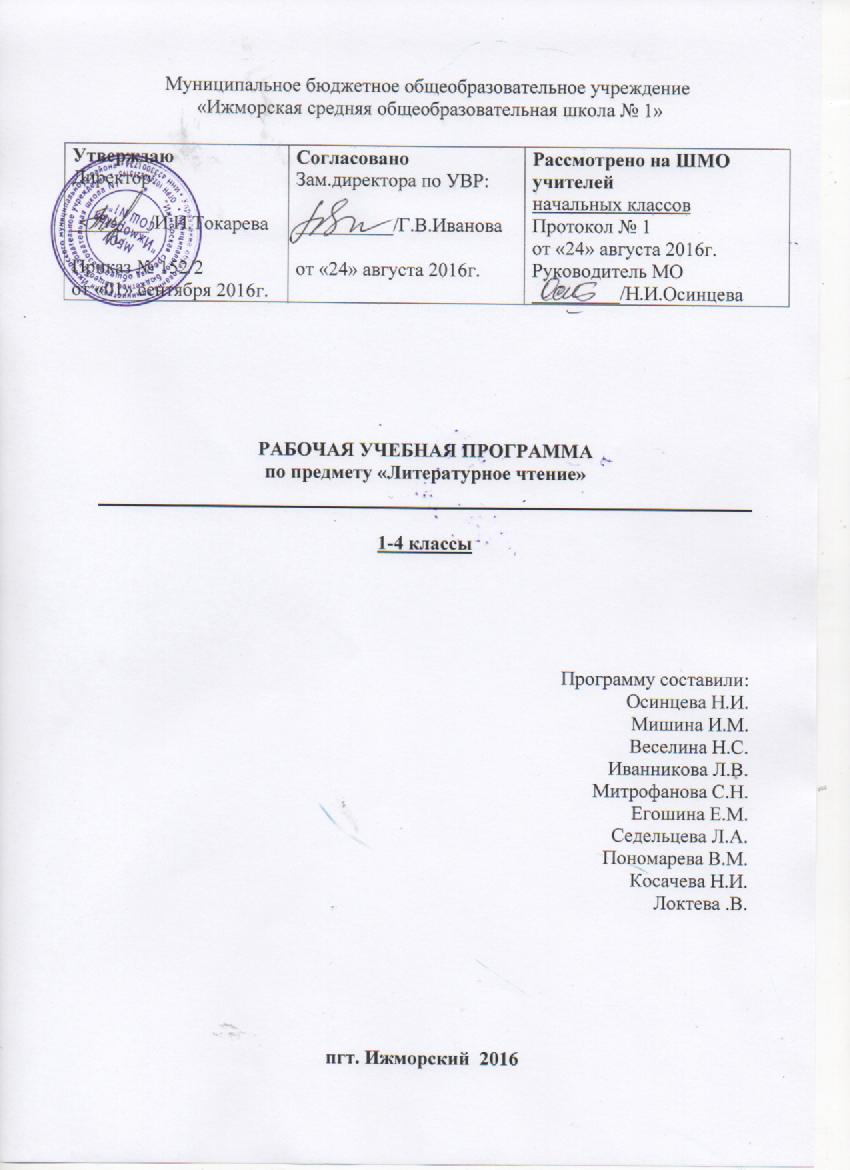 Муниципальное бюджетное общеобразовательное учреждение
«Ижморская средняя общеобразовательная школа № 1»
Утверждаю
Директор
/И.И.Токарева
Приказ №
от «01» сентября 2016г.
Согласовано
Зам.директора по УВР:
/Г.В.Иванова
от «24» августа 2016г.
Рассмотрено на ШМО
учителей
начальных классов
Протокол № 1
от «24» августа 2016г.
Руководитель МО
/Н.И.Осинцева
РАБОЧАЯ УЧЕБНАЯ ПРОГРАММА
по предмету «Литературное чтение»
1-4 классы
Программу составили:
Осинцева Н.И.
Мишина И.М.
Веселина Н.С.
Иванникова Л.В.
Митрофанова С.Н.
Егошина Е.М.
Седельцева Л.А.
Пономарева В.М.
Косачева Н.И.
Локтева .В.
пгт. Ижморский 2016